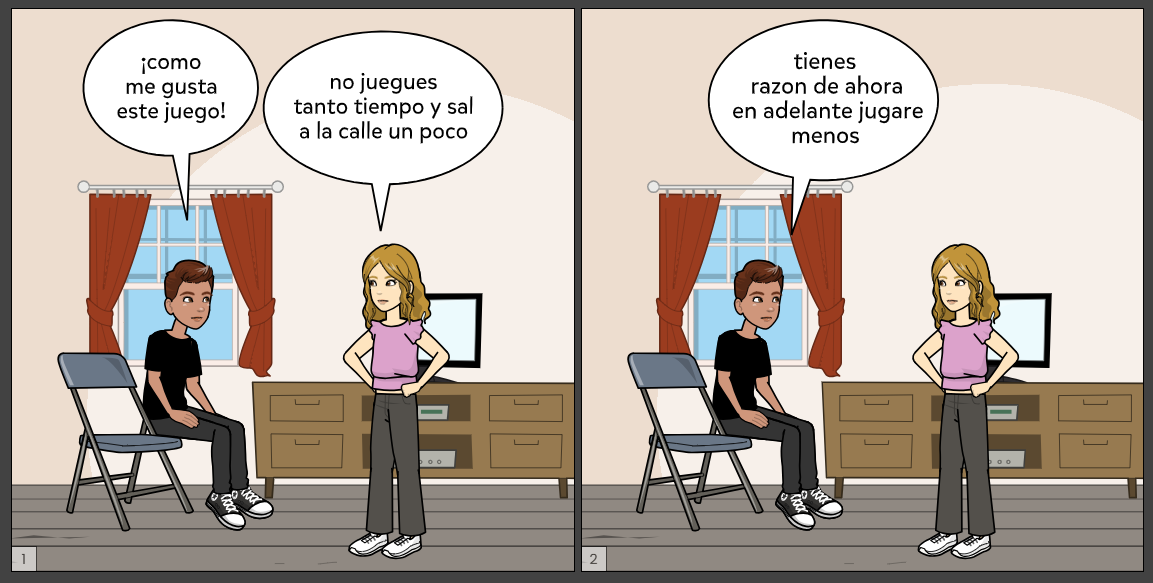 ¡como
me gusta
este juego!
no juegues
tanto tiempo y sal
a la calle un poco
1
tienes
razon de ahora
en adelante jugare
menos
2